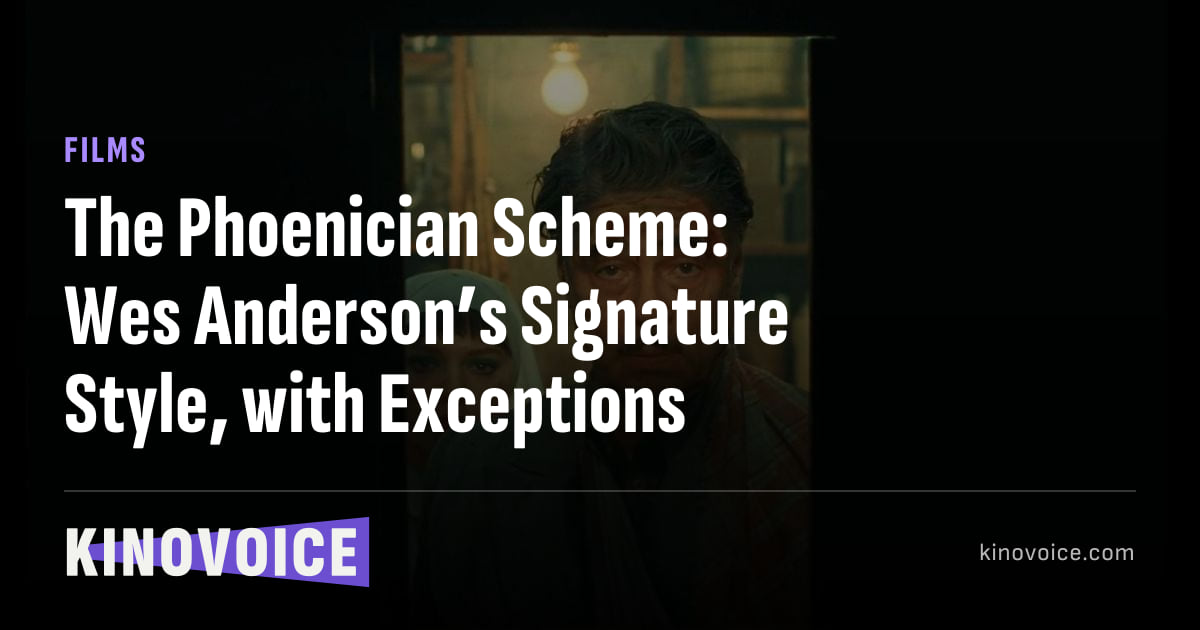 FILMS
The Phoenician Scheme:
Wes Anderson’s Signature
Style, with Exceptions
KINOVOICE
kinovoice.com